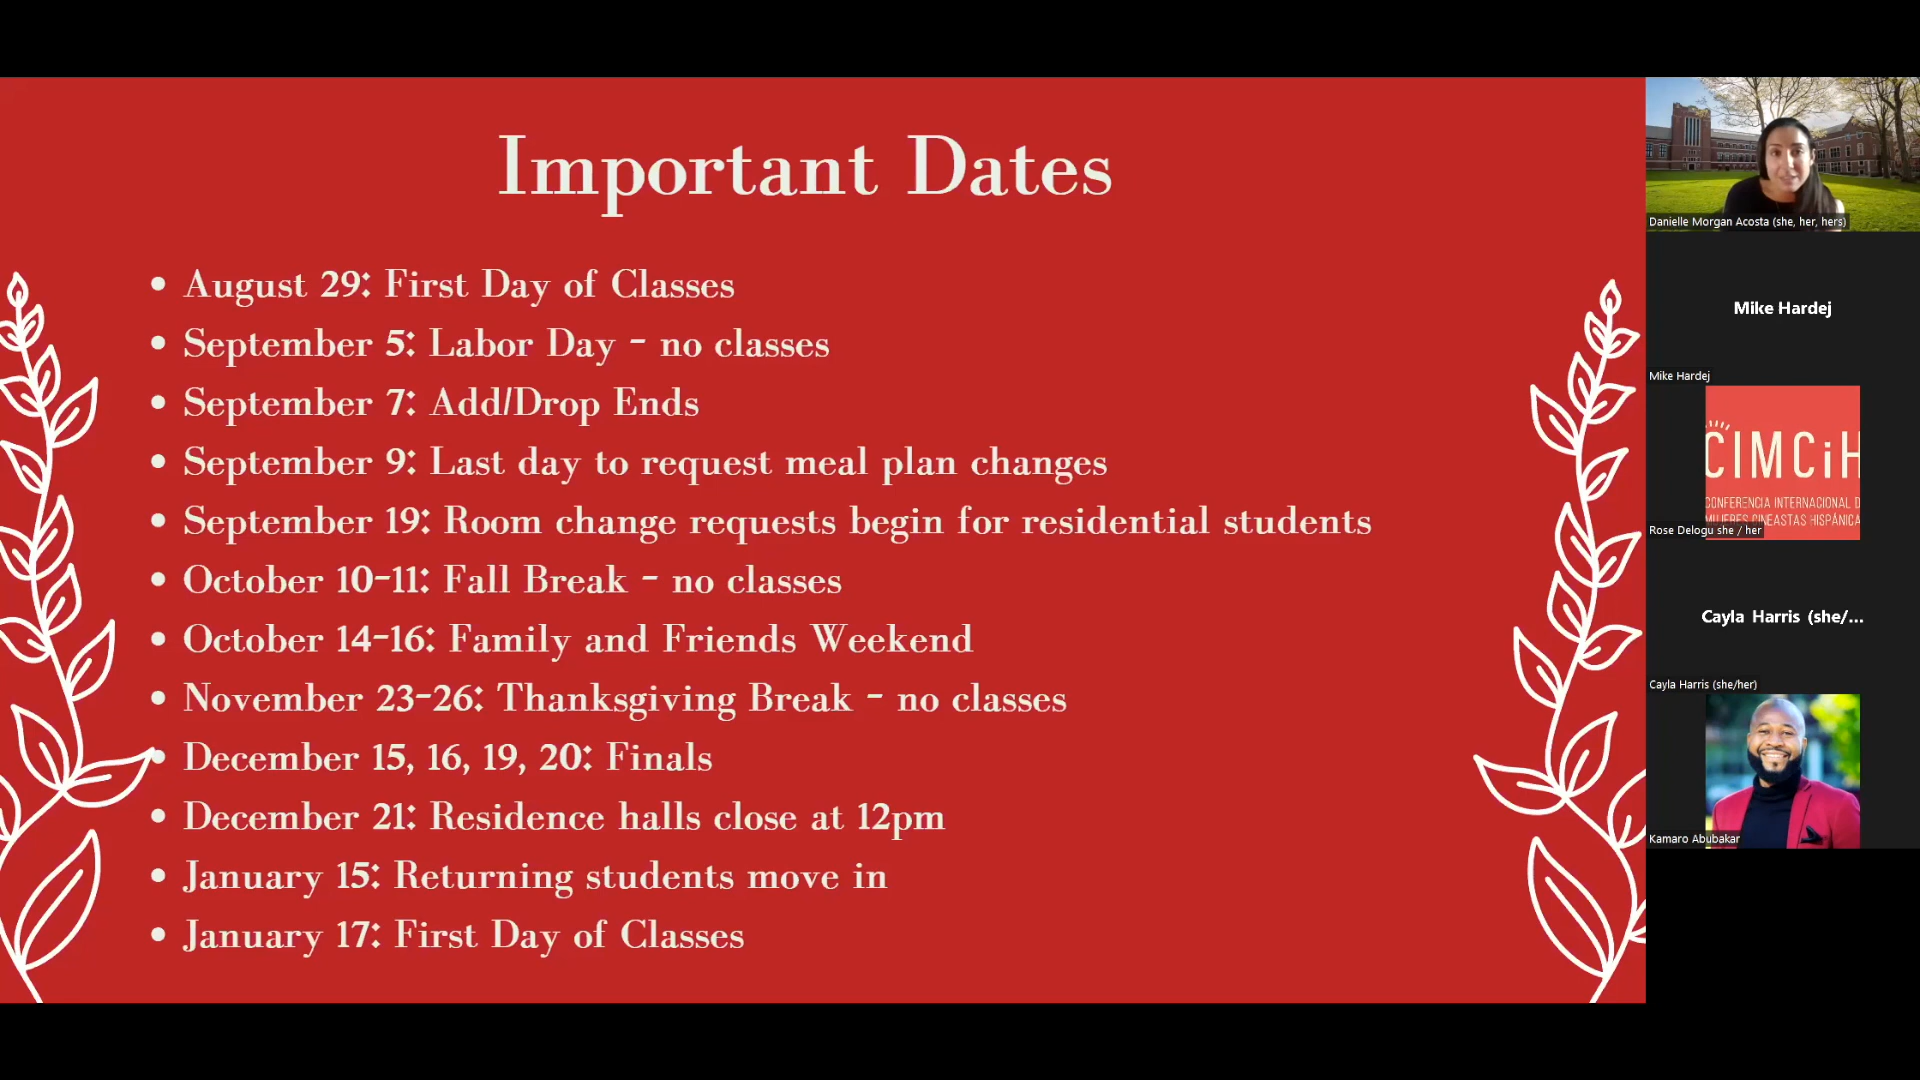 Important Dates
• August 29: First Day of Classes
• September 5: Labor Day - no classes
• September 7: Add/Drop Ends
• September 9: Last day to request meal plan changes
• September 19: Room change requests begin for residential students
• October 10-11: Fall Break - no classes
• October 14-16: Family and Friends Weekend
• November 23-26: Thanksgiving Break - no classes
• December 15, 16, 19, 20: Finals
• December 21: Residence halls close at 12pm
• January 15: Returning students move in
• January 17: First Day of Classes
Danielle Morgan Acosta (she, her, hers)
Mike Hardej
Mike Hardej
CIMCiH
CONFERENCIA INTERNACIONAL D
MUJERES CINEASTAS HISPÁNICA
Rose Delogu she / her
Cayla Harris (she/...
Cayla Harris (she/her)
Kamaro Abubakar